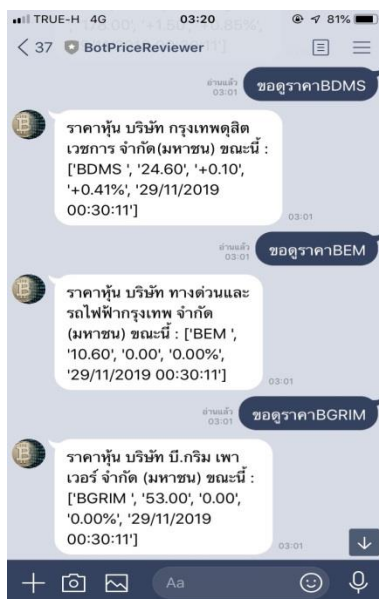 TRUE-H 4G 03:20 81%
37 BotPriceReviewer
อ่านแล้ว
03:01
ขอดูราคาBDMS
ราคาหุ้น บริษัท กรุงเทพดุสิต
เวชการ จำกัด(มหาชน) ขณะนี้ :
['BDMS ', '24.60', '+0.10',
'+0.41%', '29/11/2019
00:30:11']
03:01
อ่านแล้ว
03:01
ขอดูราคาBEM
ราคาหุ้น บริษัท ทางด่วนและ
รถไฟฟ้ากรุงเทพ จำกัด
(มหาชน) ขณะนี้ : ['BEM ',
'10.60', '0.00', '0.00%',
'29/11/2019 00:30:11']
03:01
อ่านแล้ว
03:01
ขอดูราคาBGRIM
ราคาหุ้น บริษัท บี.กริม เพา
เวอร์ จำกัด (มหาชน) ขณะนี้ :
['BGRIM ', '53.00', '0.00',
'0.00%', '29/11/2019
00:30:11']
03:01
Aa